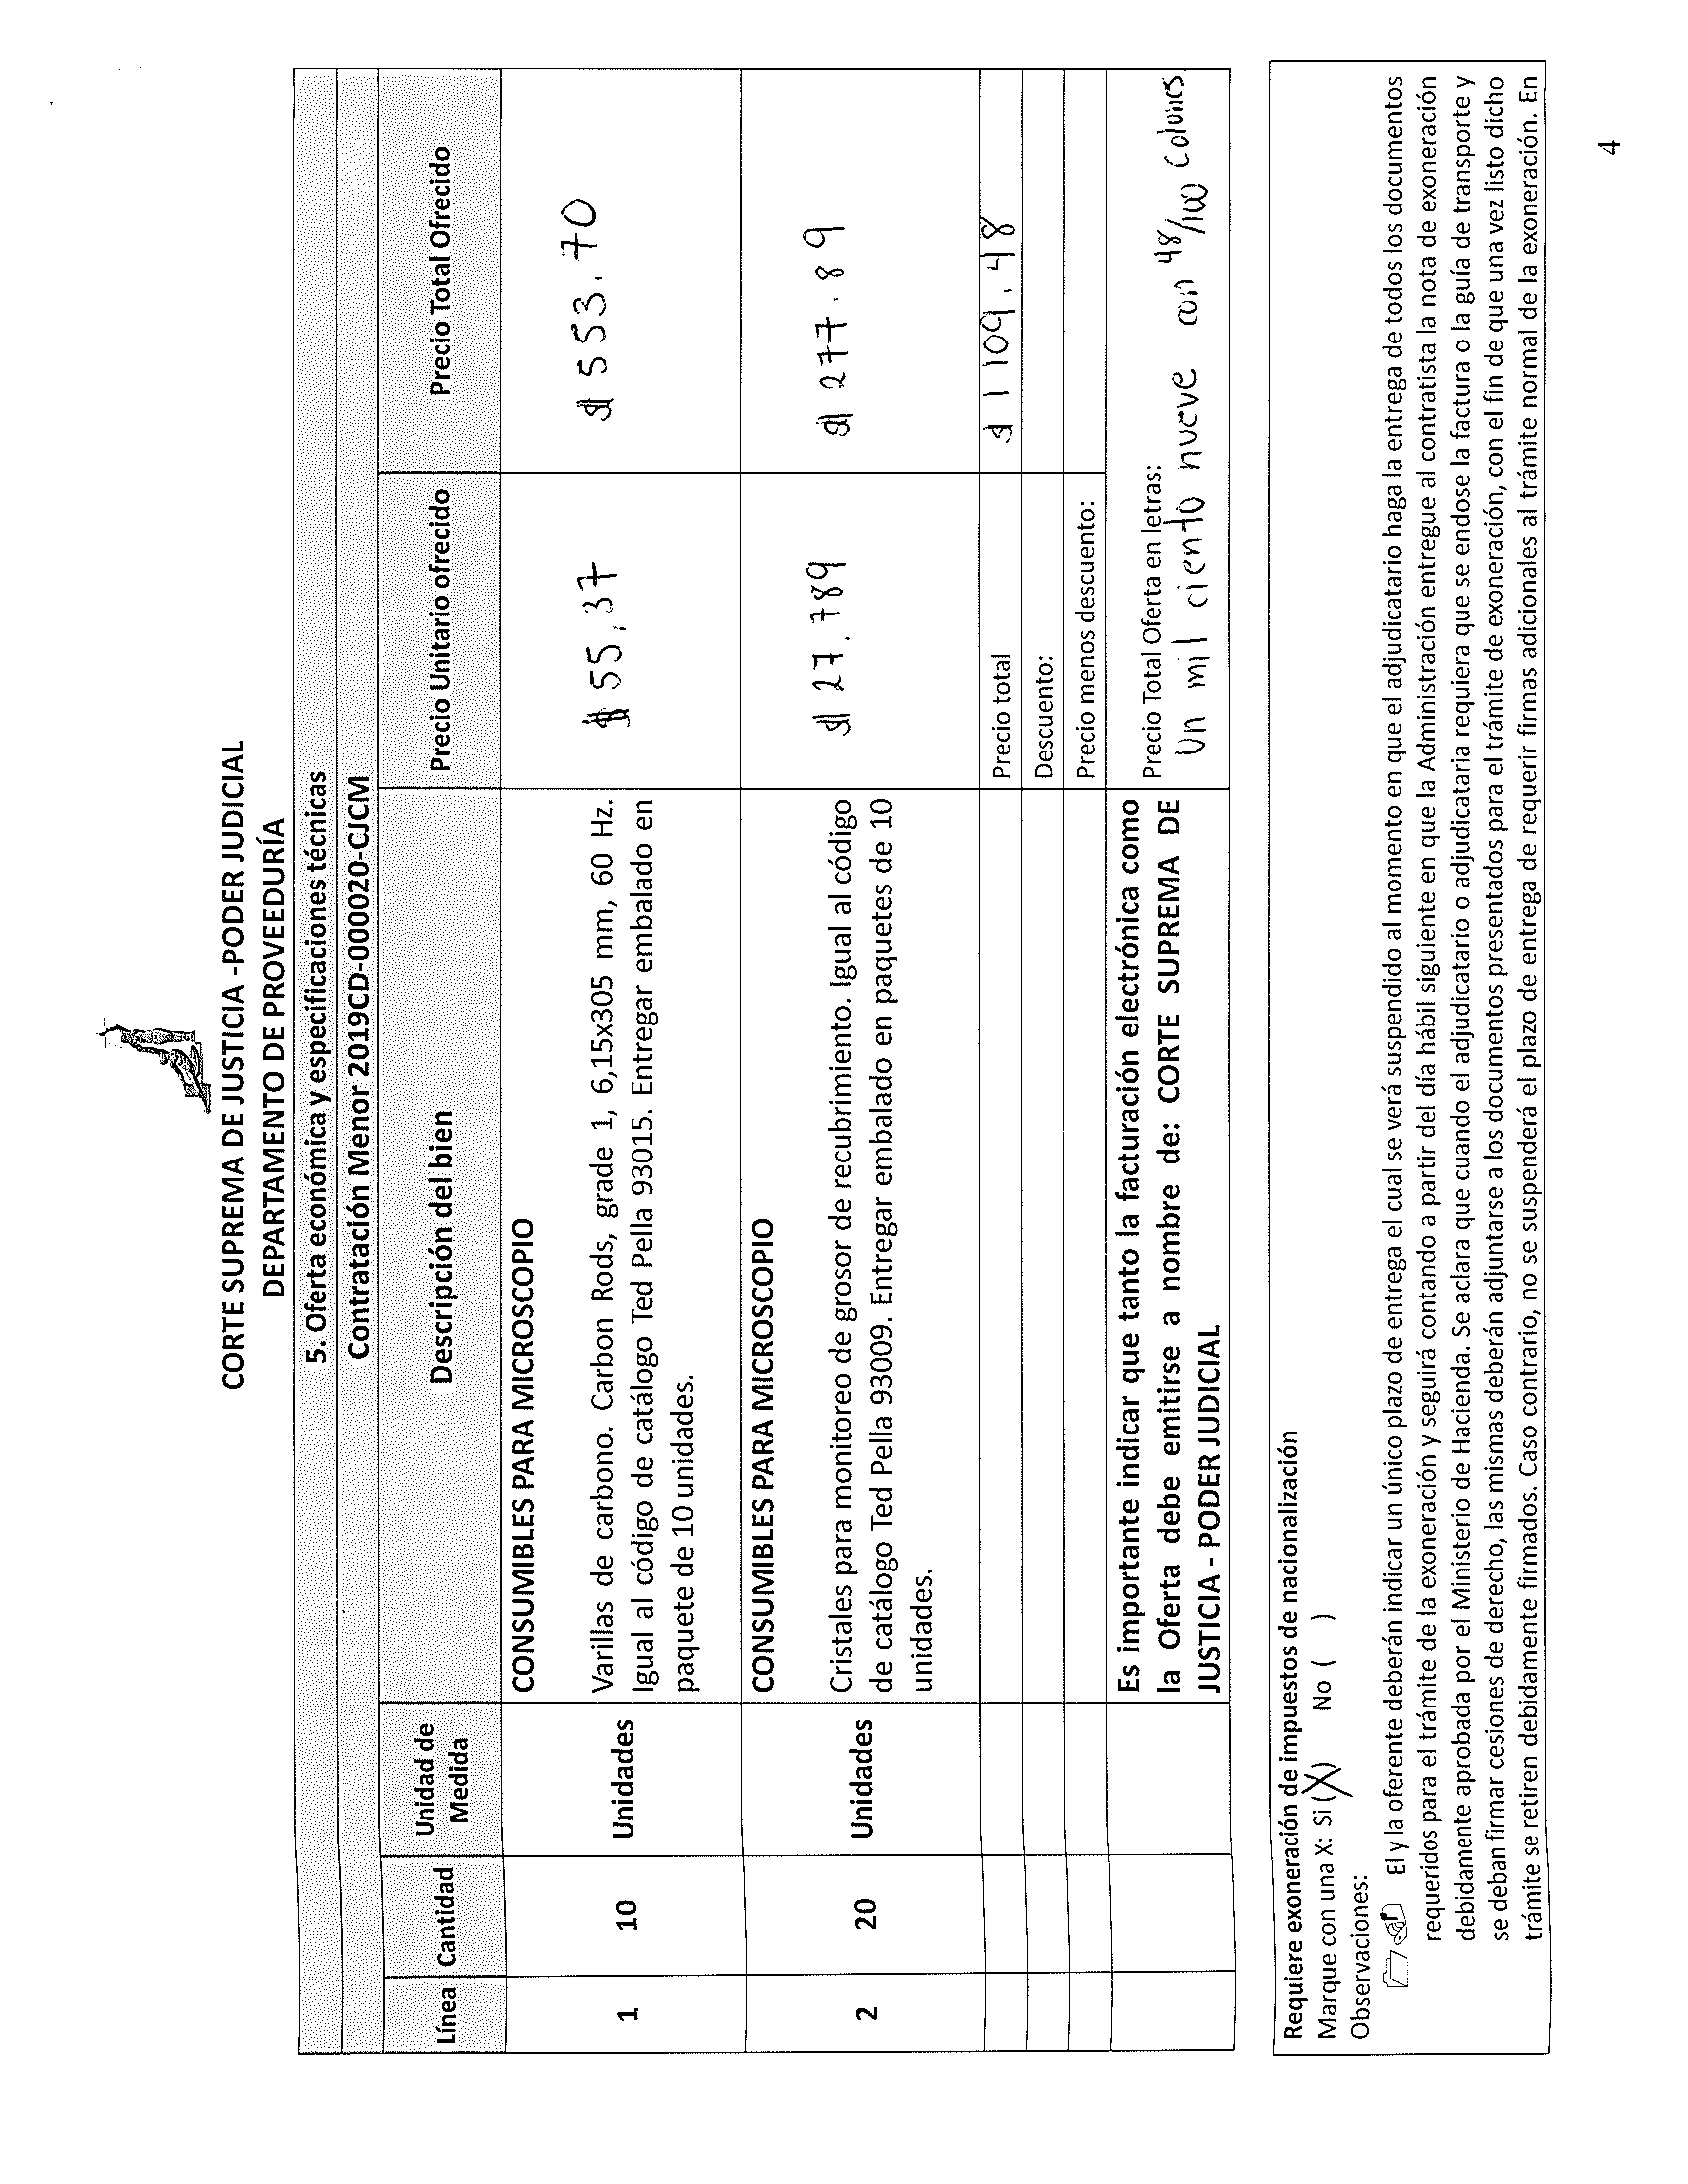 CORTE SUPREMA DE JUSTICIA -PODER JUDICIAL
DEPARTAMENTO DE PROVEEDURÍA
5. Oferta económica y especificaciones técnicas
Contratación Menor 2019CD-000020-CJCM
Línea Cantidad Unidad de Medida Descripción del bien Precio Unitario ofrecido Precio Total Ofrecido
1 10 Unidades
CONSUMIBLES PARA MICROSCOPIO
Varillas de carbono. Carbon Rods, grade 1, 6,15x305 mm, 60 Hz.
Igual al código de catálogo Ted Pella 93015. Entregar embalado en
paquete de 10 unidades.
$ 55,37 $ 553,70
2 20 Unidades
CONSUMIBLES PARA MICROSCOPIO
Cristales para monitoreo de grosor de recubrimiento. Igual al código
de catálogo Ted Pella 93009. Entregar embalado en paquetes de 10
unidades.
$ 27.789 $ 277.89
Precio total $ 1109,48
Descuento:
Precio menos descuento:
Es importante indicar que tanto la facturación electrónica como
la Oferta debe emitirse a nombre de: CORTE SUPREMA DE
JUSTICIA - PODER JUDICIAL
Precio Total Oferta en letras:
Un mil ciento nueve con 48/100 colones
Requiere exoneración de impuestos de nacionalización
Marque con una X: Si (X) No ( )
Observaciones:
El y la oferente deberán indicar un único plazo de entrega el cual se verá suspendido al momento en que el adjudicatario haga la entrega de todos los documentos
requeridos para el trámite de la exoneración y seguirá contando a partir del día hábil siguiente en que la Administración entregue al contratista la nota de exoneración
debidamente aprobada por el Ministerio de Hacienda. Se aclara que cuando el adjudicatario o adjudicataria requiera que se endose la factura o la guía de transporte y
se deban firmar cesiones de derecho, las mismas deberán adjuntarse a los documentos presentados para el trámite de exoneración, con el fin de que una vez listo dicho
trámite se retiren debidamente firmados. Caso contrario, no se suspenderá el plazo de entrega de requerir firmas adicionales al trámite normal de la exoneración. En
4